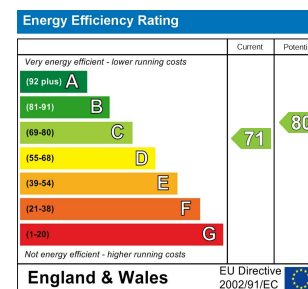 Energy Efficiency Rating
Current Potenti
Very energy efficient - lower running costs
(92 plus) A
(81-91) B
(69-80) C
(55-68) D
(39-54) E
(21-38) F
(1-20) G
71
80
Not energy efficient - higher running costs
England & Wales
EU Directive
2002/91/EC